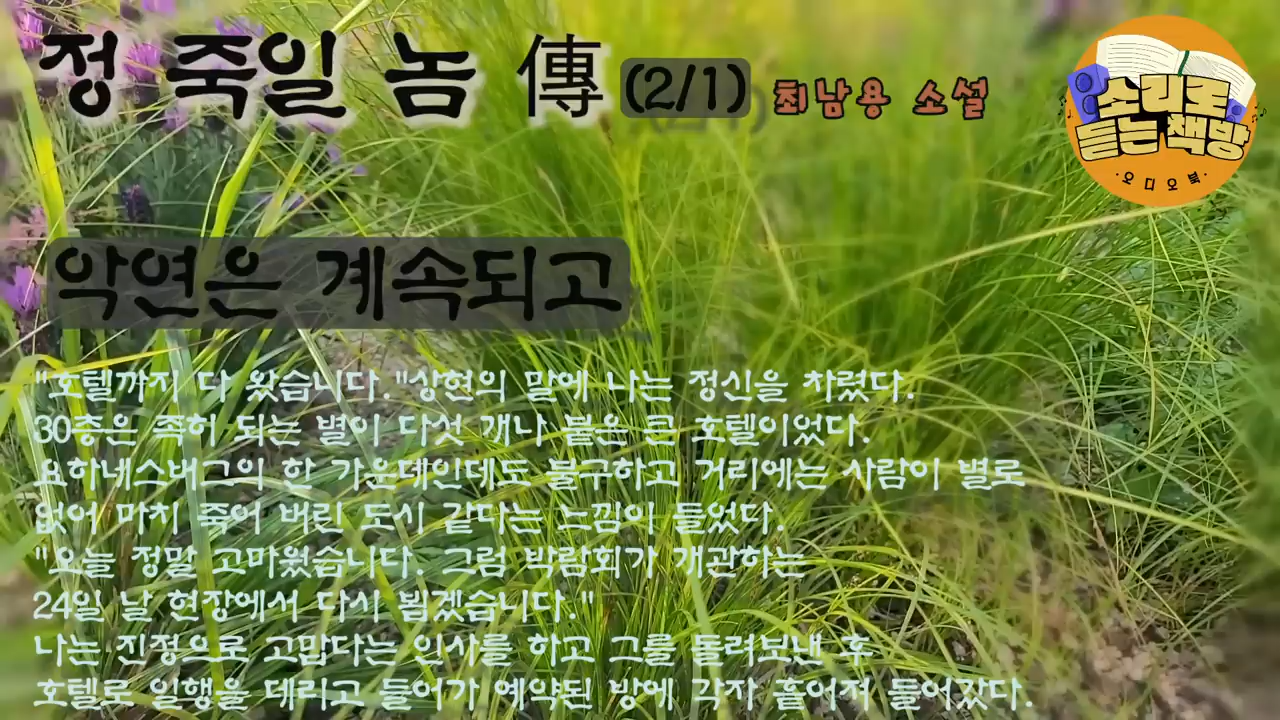 정 죽일 놈 傳 (2/1) 최남용 소설
소리로
듣는 책방
·오디오북·
악연은 계속되고
"호텔까지 다 왔습니다."상현의 말에 나는 정신을 차렸다.
30층은 족히 되는 별이 다섯 개나 붙은 큰 호텔이었다.
요하네스버그의 한 가운데인데도 불구하고 거리에는 사람이 별로
없어 마치 죽어 버린 도시 같다는 느낌이 들었다.
"오늘 정말 고마웠습니다. 그럼 박람회가 개관하는
24일 날 현장에서 다시 뵙겠습니다."
나는 진정으로 고맙다는 인사를 하고 그를 돌려보낸 후
호텔로 일행을 데리고 들어가 예약된 방에 각자 흩어져 들어갔다.